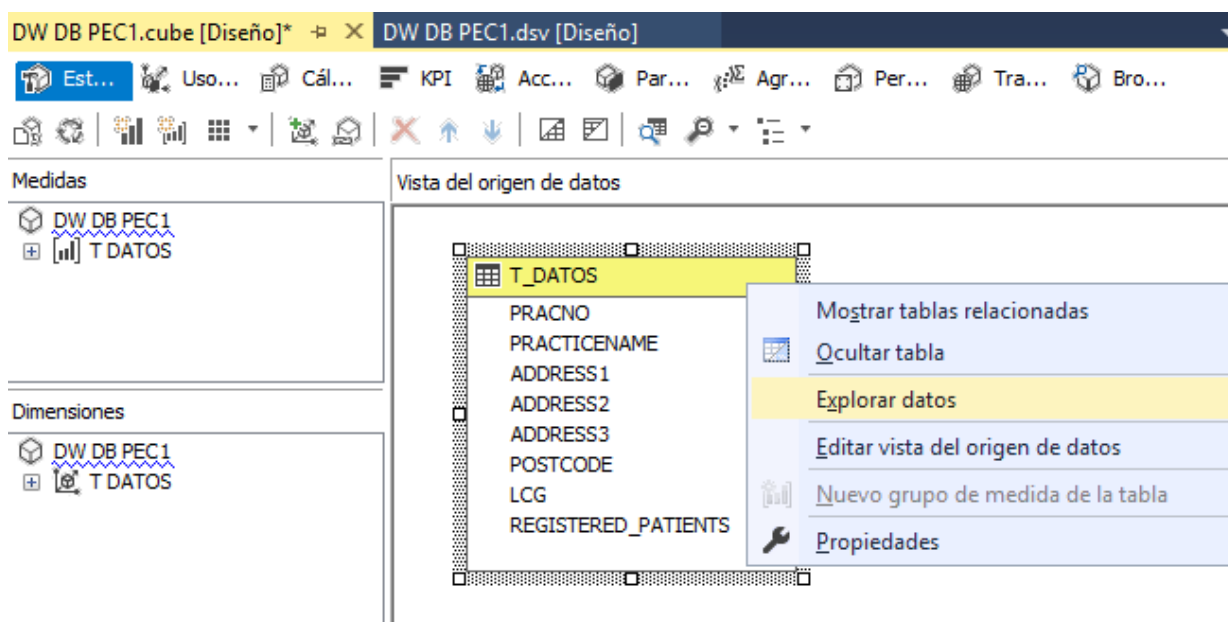 DW DB PEC1.cube [Diseño]* DW DB PEC1.dsv [Diseño]
Est... Uso... Cál... KPI Acc... Par... Agr... Per... Tra... Bro...
Medidas
DW DB PEC1
T DATOS
Dimensiones
DW DB PEC1
T DATOS
Vista del origen de datos
T_DATOS
PRACNO
PRACTICENAME
ADDRESS1
ADDRESS2
ADDRESS3
POSTCODE
LCG
REGISTERED_PATIENTS
Mostrar tablas relacionadas
Ocultar tabla
Explorar datos
Editar vista del origen de datos
Nuevo grupo de medida de la tabla
Propiedades